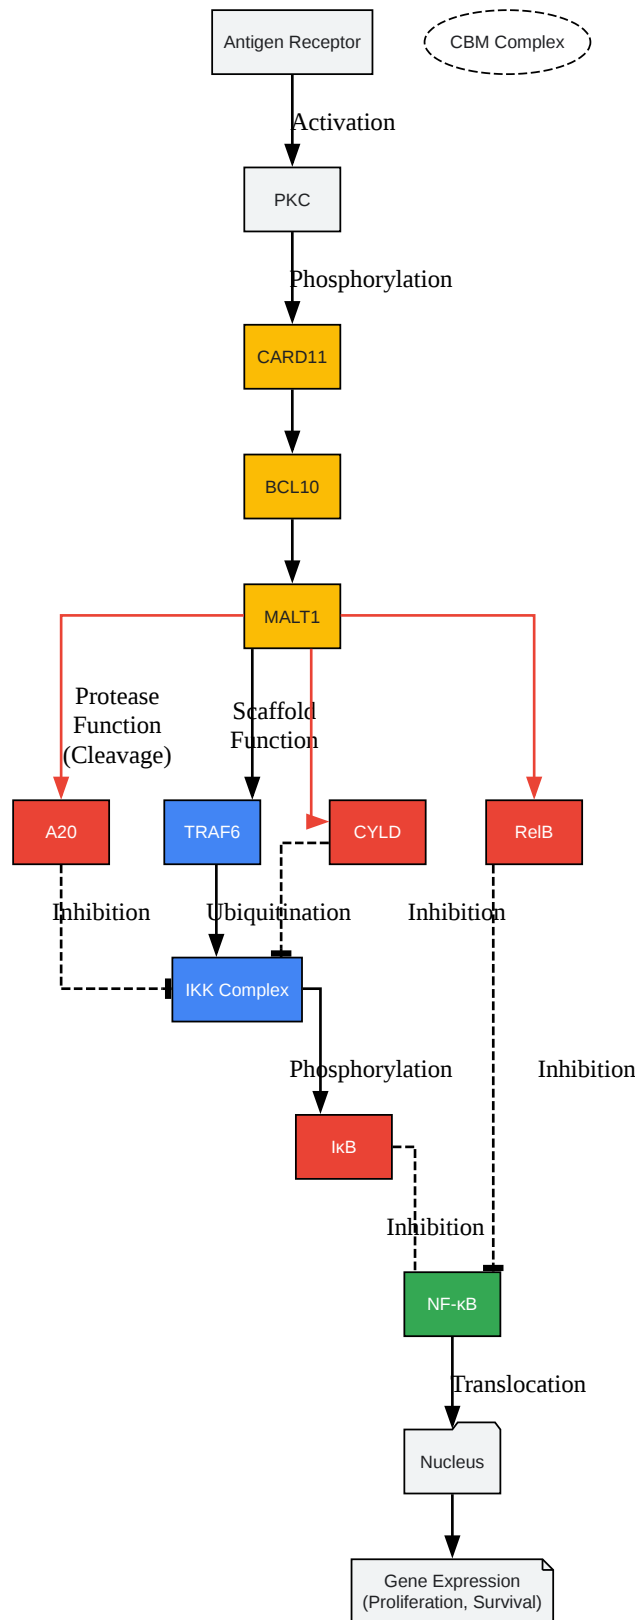 Antigen Receptor
CBM Complex
Activation
PKC
Phosphorylation
CARD11
BCL10
MALT1
Protease
Function
(Cleavage)
Scaffold
Function
A20
TRAF6
CYLD
RelB
Inhibition
Ubiquitination
Inhibition
IKK Complex
Phosphorylation
Inhibition
IκB
Inhibition
NF-κB
Translocation
Nucleus
Gene Expression
(Proliferation, Survival)